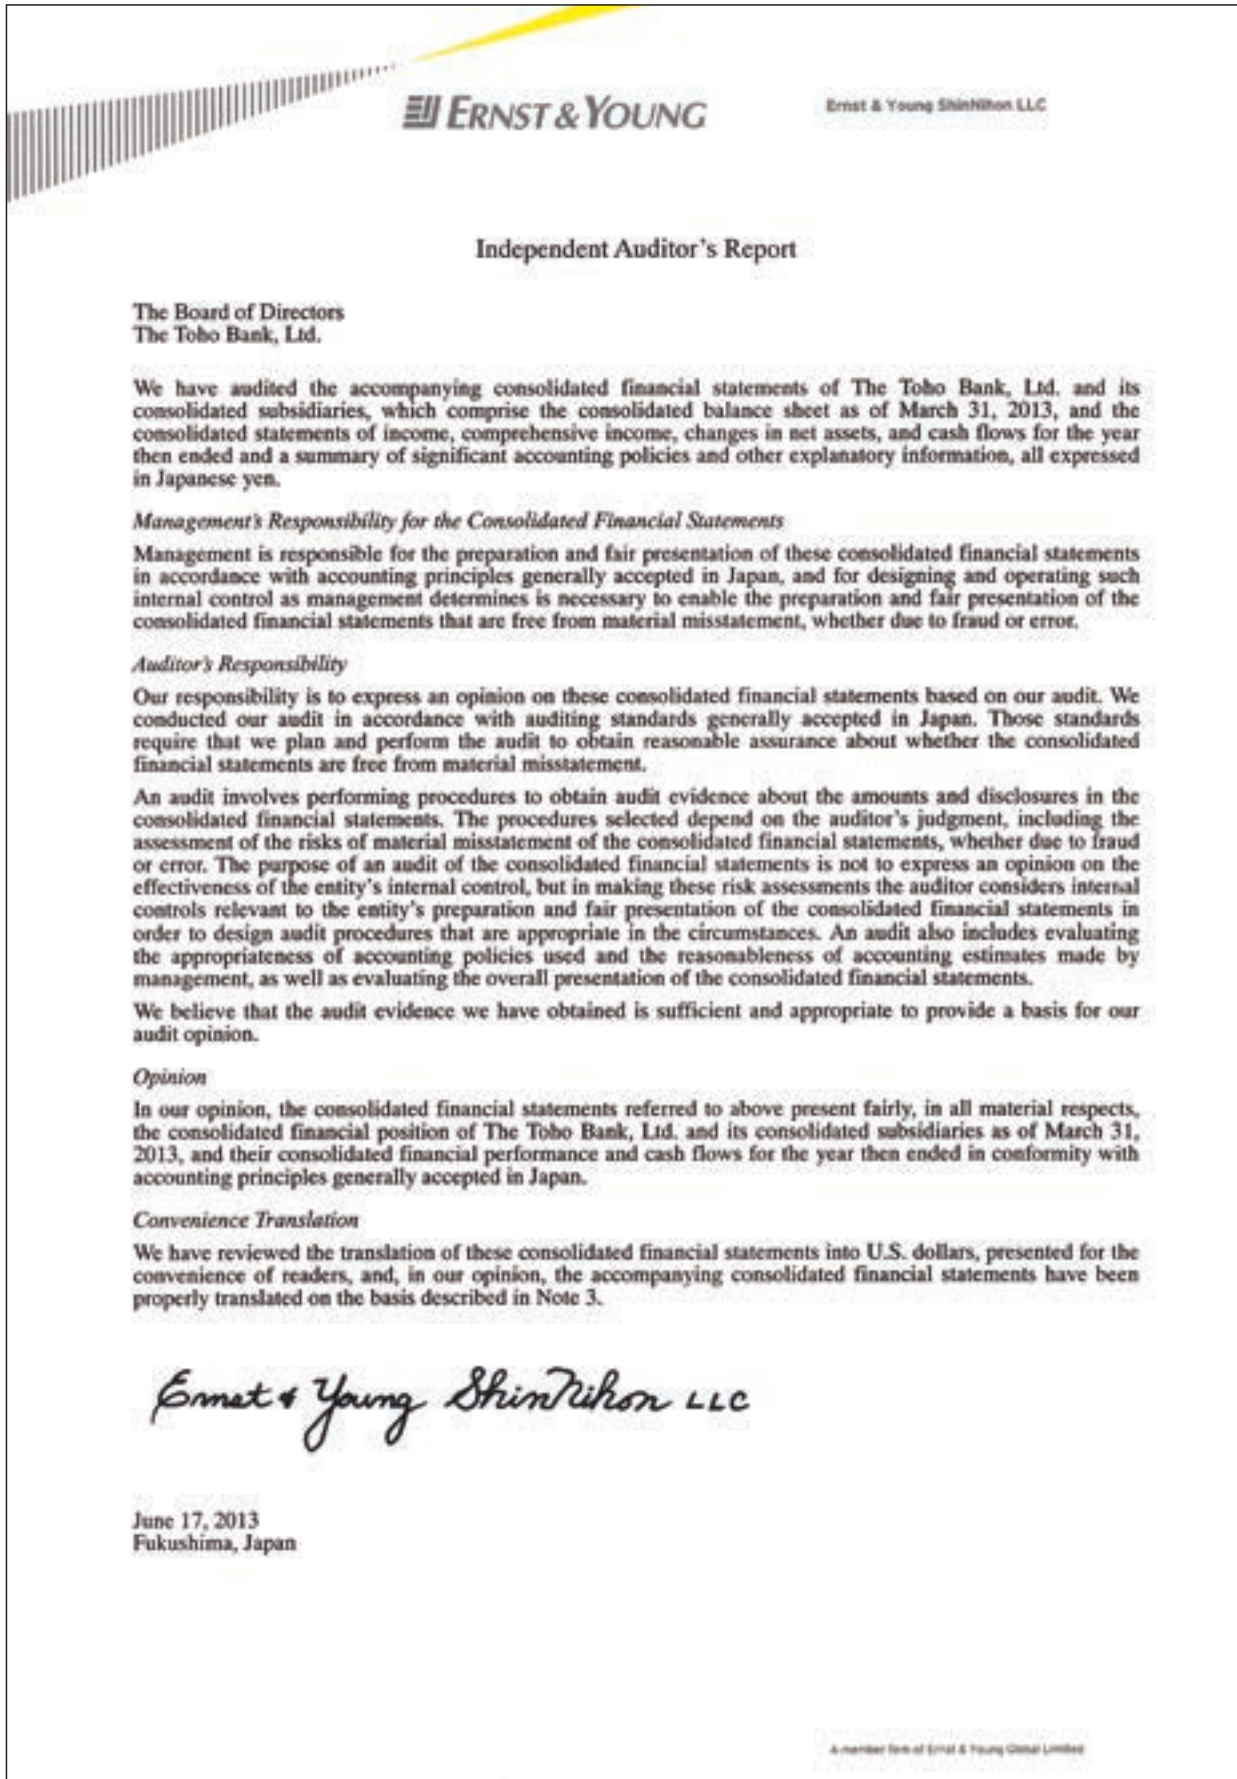 ERNST & YOUNG
Ernst & Young ShinNihon LLC
Independent Auditor's Report
The Board of Directors
The Toho Bank, Ltd.
We have audited the accompanying consolidated financial statements of The Toho Bank, Ltd. and its
consolidated subsidiaries, which comprise the consolidated balance sheet as of March 31, 2013, and the
consolidated statements of income, comprehensive income, changes in net assets, and cash flows for the year
then ended and a summary of significant accounting policies and other explanatory information, all expressed
in Japanese yen.
Management's Responsibility for the Consolidated Financial Statements
Management is responsible for the preparation and fair presentation of these consolidated financial statements
in accordance with accounting principles generally accepted in Japan, and for designing and operating such
internal control as management determines is necessary to enable the preparation and fair presentation of the
consolidated financial statements that are free from material misstatement, whether due to fraud or error.
Auditor's Responsibility
Our responsibility is to express an opinion on these consolidated financial statements based on our audit. We
conducted our audit in accordance with auditing standards generally accepted in Japan. Those standards
require that we plan and perform the audit to obtain reasonable assurance about whether the consolidated
financial statements are free from material misstatement.
An audit involves performing procedures to obtain audit evidence about the amounts and disclosures in the
consolidated financial statements. The procedures selected depend on the auditor's judgment, including the
assessment of the risks of material misstatement of the consolidated financial statements, whether due to fraud
or error. The purpose of an audit of the consolidated financial statements is not to express an opinion on the
effectiveness of the entity's internal control, but in making these risk assessments the auditor considers internal
controls relevant to the entity's preparation and fair presentation of the consolidated financial statements in
order to design audit procedures that are appropriate in the circumstances. An audit also includes evaluating
the appropriateness of accounting policies used and the reasonableness of accounting estimates made by
management, as well as evaluating the overall presentation of the consolidated financial statements.
We believe that the audit evidence we have obtained is sufficient and appropriate to provide a basis for our
audit opinion.
Opinion
In our opinion, the consolidated financial statements referred to above present fairly, in all material respects,
the consolidated financial position of The Toho Bank, Ltd. and its consolidated subsidiaries as of March 31,
2013, and their consolidated financial performance and cash flows for the year then ended in conformity with
accounting principles generally accepted in Japan.
Convenience Translation
We have reviewed the translation of these consolidated financial statements into U.S. dollars, presented for the
convenience of readers, and, in our opinion, the accompanying consolidated financial statements have been
properly translated on the basis described in Note 3.
Ernst & Young ShinNihon LLC
June 17, 2013
Fukushima, Japan
A member firm of Ernst & Young Global Limited